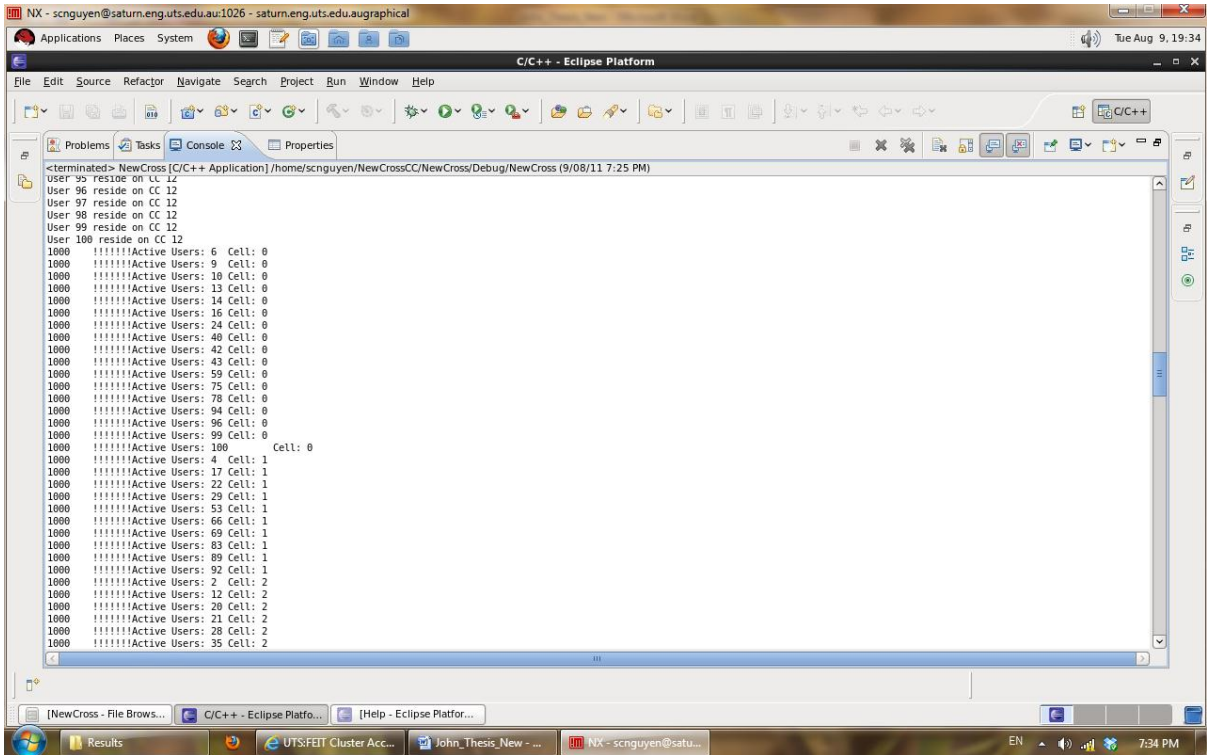 NX - scnguyen@saturn.eng.uts.edu.au:1026 - saturn.eng.uts.edu.augraphical
Applications Places System
Tue Aug 9, 19:34
C/C++ - Eclipse Platform
File Edit Source Refactor Navigate Search Project Run Window Help
C/C++
Problems Tasks Console Properties
<terminated> NewCross [C/C++ Application] /home/scnguyen/NewCrossCC/NewCross/Debug/NewCross (9/08/11 7:25 PM)
User 95 reside on CC 12
User 96 reside on CC 12
User 97 reside on CC 12
User 98 reside on CC 12
User 99 reside on CC 12
User 100 reside on CC 12
1000 !!!!!!!Active Users: 6 Cell: 0
1000 !!!!!!!Active Users: 9 Cell: 0
1000 !!!!!!!Active Users: 10 Cell: 0
1000 !!!!!!!Active Users: 13 Cell: 0
1000 !!!!!!!Active Users: 14 Cell: 0
1000 !!!!!!!Active Users: 16 Cell: 0
1000 !!!!!!!Active Users: 24 Cell: 0
1000 !!!!!!!Active Users: 40 Cell: 0
1000 !!!!!!!Active Users: 42 Cell: 0
1000 !!!!!!!Active Users: 43 Cell: 0
1000 !!!!!!!Active Users: 59 Cell: 0
1000 !!!!!!!Active Users: 75 Cell: 0
1000 !!!!!!!Active Users: 78 Cell: 0
1000 !!!!!!!Active Users: 94 Cell: 0
1000 !!!!!!!Active Users: 96 Cell: 0
1000 !!!!!!!Active Users: 99 Cell: 0
1000 !!!!!!!Active Users: 100 Cell: 0
1000 !!!!!!!Active Users: 4 Cell: 1
1000 !!!!!!!Active Users: 17 Cell: 1
1000 !!!!!!!Active Users: 22 Cell: 1
1000 !!!!!!!Active Users: 29 Cell: 1
1000 !!!!!!!Active Users: 53 Cell: 1
1000 !!!!!!!Active Users: 66 Cell: 1
1000 !!!!!!!Active Users: 69 Cell: 1
1000 !!!!!!!Active Users: 83 Cell: 1
1000 !!!!!!!Active Users: 89 Cell: 1
1000 !!!!!!!Active Users: 92 Cell: 1
1000 !!!!!!!Active Users: 2 Cell: 2
1000 !!!!!!!Active Users: 12 Cell: 2
1000 !!!!!!!Active Users: 20 Cell: 2
1000 !!!!!!!Active Users: 21 Cell: 2
1000 !!!!!!!Active Users: 28 Cell: 2
1000 !!!!!!!Active Users: 35 Cell: 2
[NewCross - File Brows... C/C++ - Eclipse Platfo... [Help - Eclipse Platfor...
Results UTS:FEIT Cluster Acc... John_Thesis_New - ... NX - scnguyen@satu... EN 7:34 PM